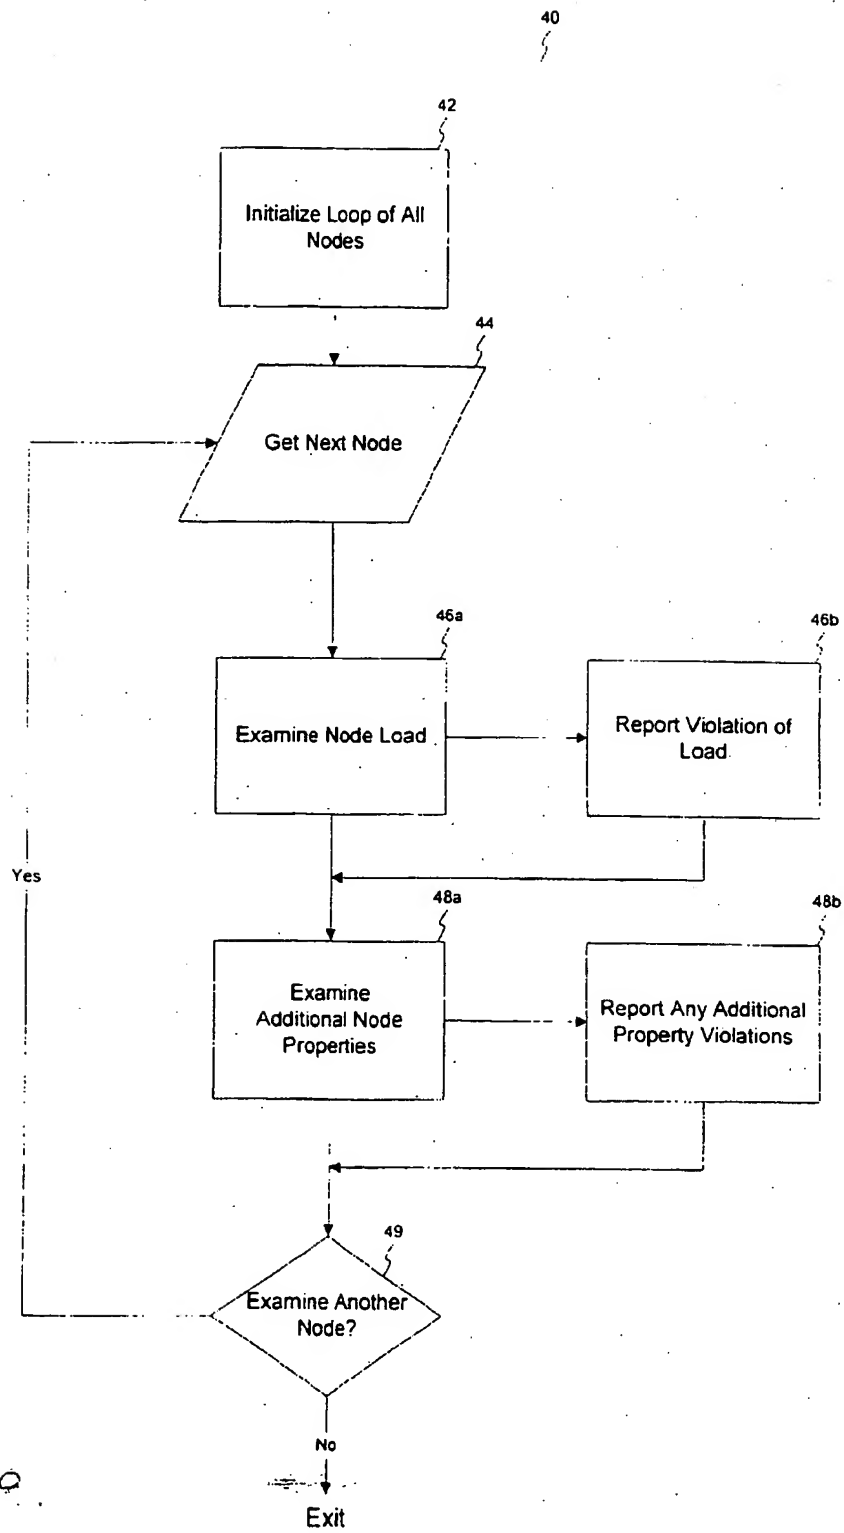 40
42
Initialize Loop of All
Nodes
44
Get Next Node
46a
Examine Node Load
46b
Report Violation of
Load
Yes
48a
Examine
Additional Node
Properties
48b
Report Any Additional
Property Violations
49
Examine Another
Node?
No
Exit